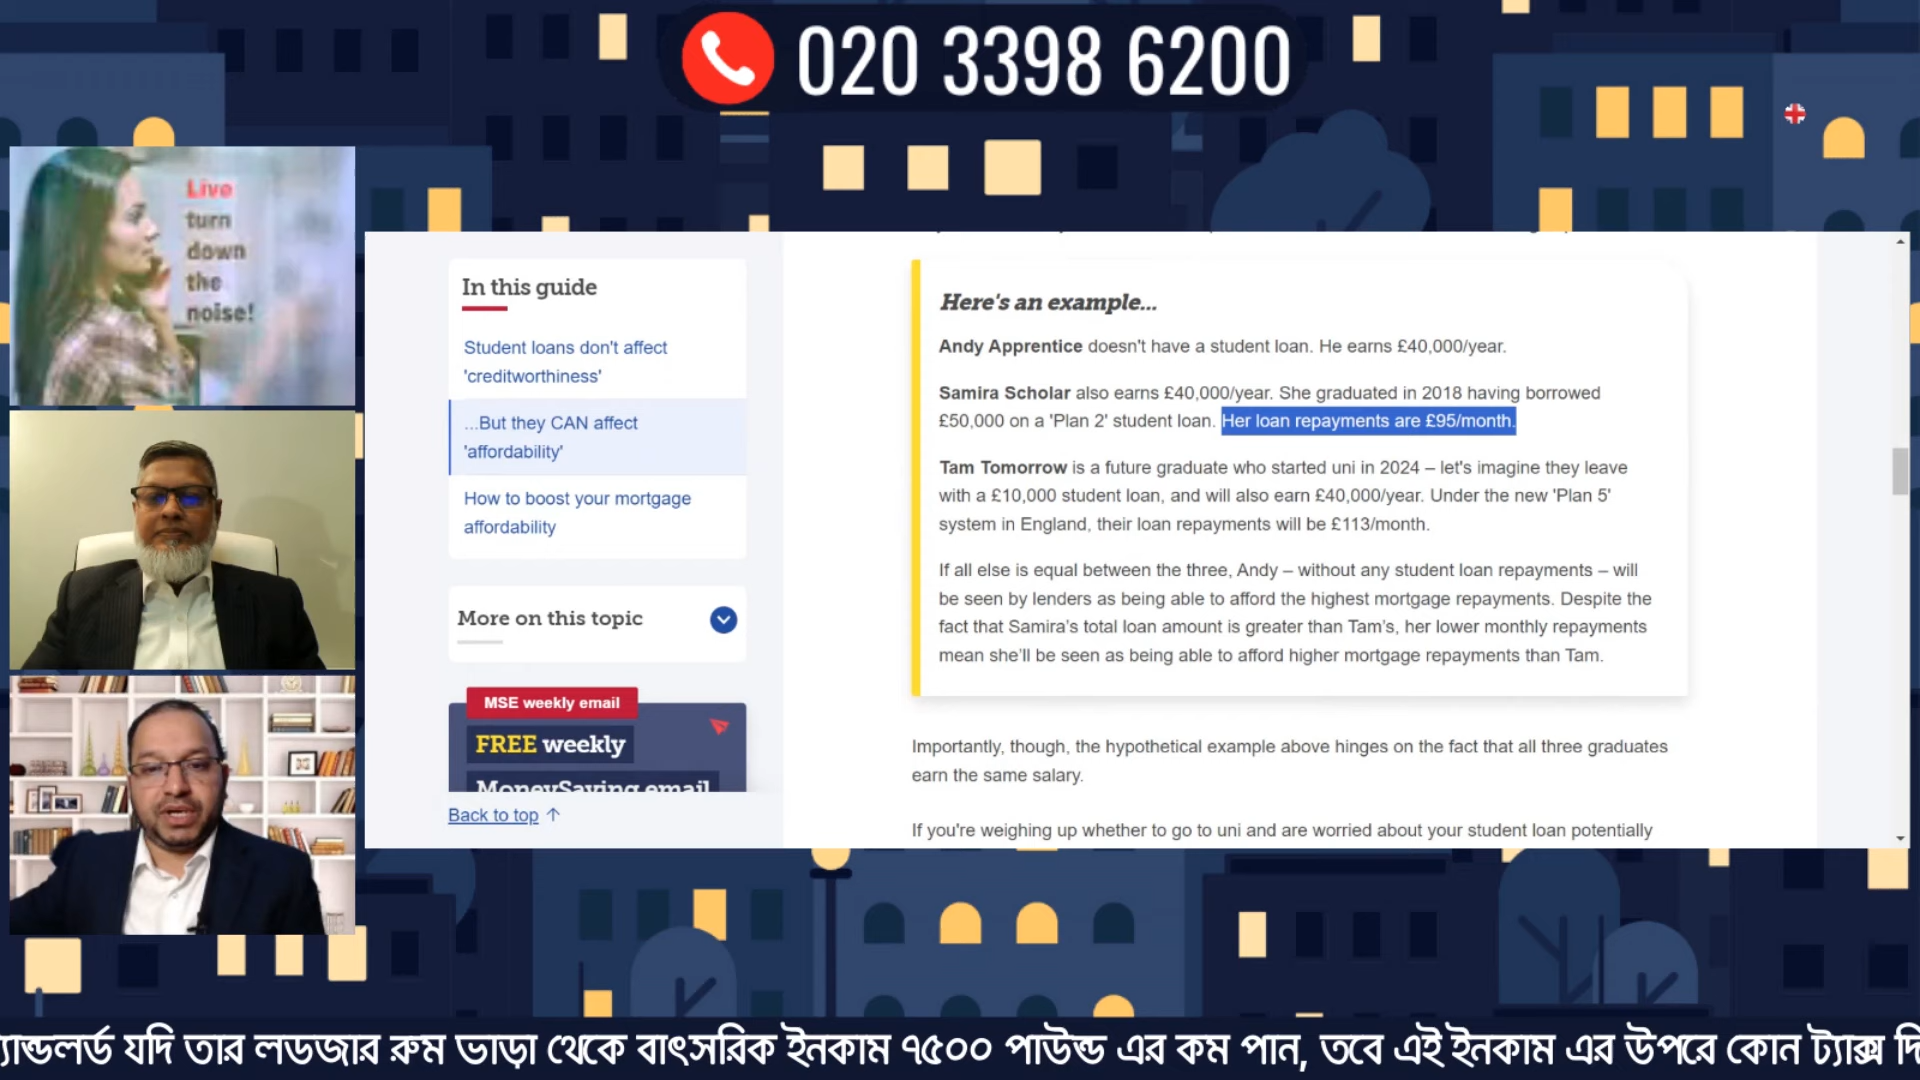 020 3398 6200
Live
turn
down
the
noise!
In this guide
Student loans don't affect
'creditworthiness'
...But they CAN affect
'affordability'
How to boost your mortgage
affordability
More on this topic
MSE weekly email
FREE weekly
MoneySaving email
Back to top ↑
Here's an example...
Andy Apprentice doesn't have a student loan. He earns £40,000/year.
Samira Scholar also earns £40,000/year. She graduated in 2018 having borrowed
£50,000 on a 'Plan 2' student loan. Her loan repayments are £95/month.
Tam Tomorrow is a future graduate who started uni in 2024 – let's imagine they leave
with a £10,000 student loan, and will also earn £40,000/year. Under the new 'Plan 5'
system in England, their loan repayments will be £113/month.
If all else is equal between the three, Andy – without any student loan repayments – will
be seen by lenders as being able to afford the highest mortgage repayments. Despite the
fact that Samira's total loan amount is greater than Tam's, her lower monthly repayments
mean she'll be seen as being able to afford higher mortgage repayments than Tam.
Importantly, though, the hypothetical example above hinges on the fact that all three graduates
earn the same salary.
If you're weighing up whether to go to uni and are worried about your student loan potentially
যদি তার লডজার রুম ভাড়া থেকে বাৎসরিক ইনকাম ৭৫০০ পাউন্ড এর কম পান, তবে এই ইনকাম এর উপরে কোন ট্যাক্স